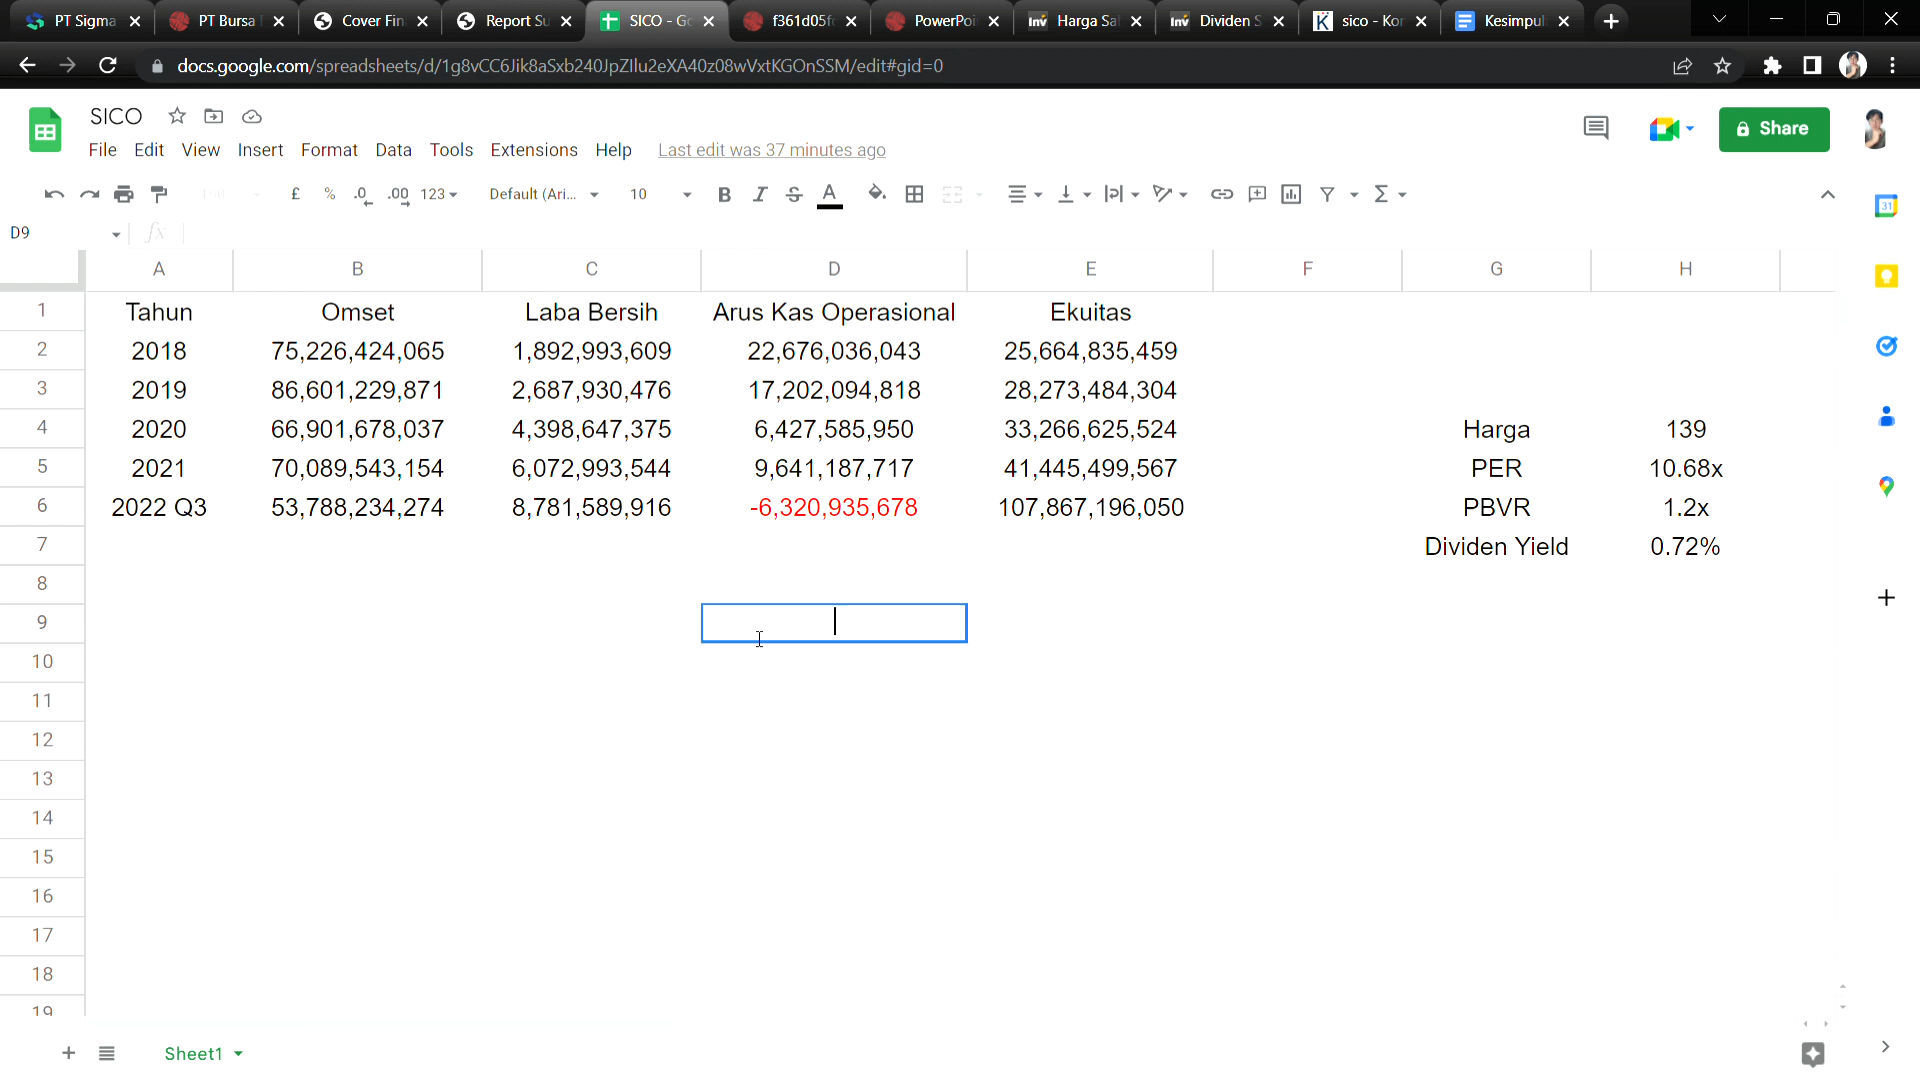 PT Sigma
PT Bursa
Cover Fin
Report Su
SICO - Go
f361d05f
PowerPoi
Harga Sa
Dividen S
sico - Kor
Kesimpul
docs.google.com/spreadsheets/d/1g8vCC6Jik8aSxb240JpZIlu2eXA40z08wVxtKGOnSSM/edit#gid=0
SICO
File Edit View Insert Format Data Tools Extensions Help Last edit was 37 minutes ago
Share
£ % .0 .00 123 Default (Ari... 10 B I S A Σ
31
D9 fx
A B C D E F G H
1 Tahun Omset Laba Bersih Arus Kas Operasional Ekuitas
2 2018 75,226,424,065 1,892,993,609 22,676,036,043 25,664,835,459
3 2019 86,601,229,871 2,687,930,476 17,202,094,818 28,273,484,304
4 2020 66,901,678,037 4,398,647,375 6,427,585,950 33,266,625,524 Harga 139
5 2021 70,089,543,154 6,072,993,544 9,641,187,717 41,445,499,567 PER 10.68x
6 2022 Q3 53,788,234,274 8,781,589,916 -6,320,935,678 107,867,196,050 PBVR 1.2x
7 Dividen Yield 0.72%
8
9
10
11
12
13
14
15
16
17
18
19
Sheet1